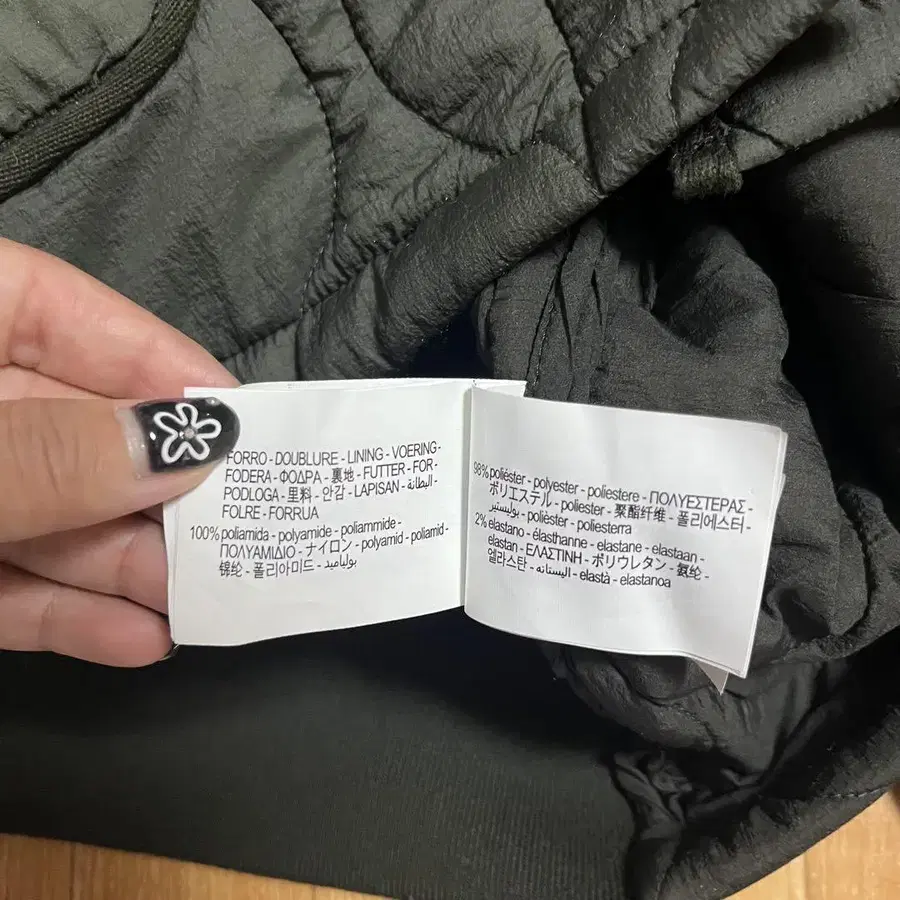 FORRO - DOUBLURE - LINING - VOERING -
FODERA - ΦΟΔΡΑ - 裏地 - FUTTER - FOR -
PODLOGA - 里料 - 안감 - LAPISAN - البطانة -
FOLRE - FORRUA
100% poliamida - polyamide - poliammide -
ΠΟΛΥΑΜΙΔΙΟ - ナイロン - polyamid - poliamid -
锦纶 - 폴리아미드 - بولياميد
98% poliéster - polyester - poliestere - ΠΟΛΥΕΣΤΕΡΑΣ -
ポリエステル - poliester - 聚酯纤维 - 폴리에스터 -
بوليستير - polièster - poliesterra
2% elastano - élasthanne - elastane - elastaan -
elastan - ΕΛΑΣΤΙΝΗ - ポリウレタン - 氨纶 -
엘라스탄 - اليستانه - elastà - elastanoa